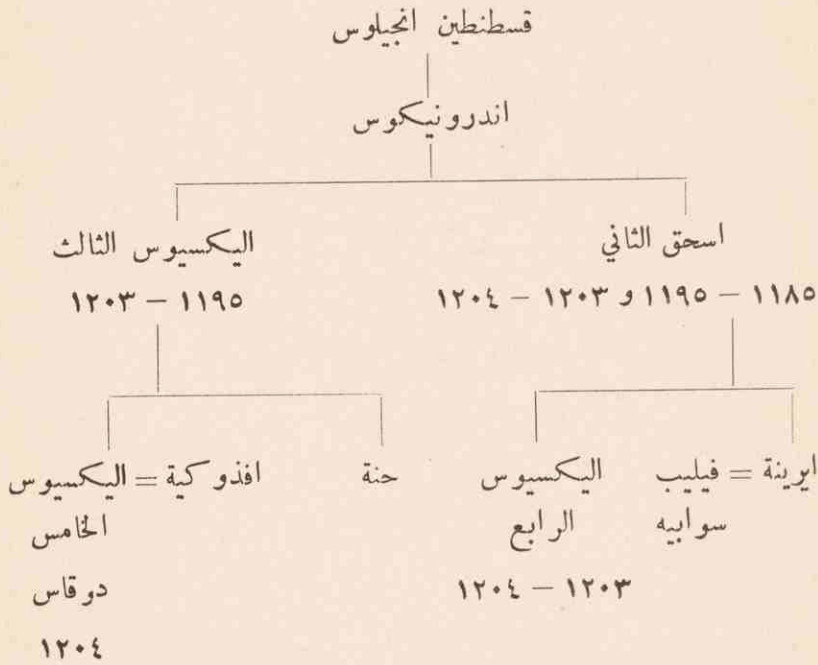 قسطنطين انجيلوس
اندرونيكوس
اسحق الثاني اليكسيوس الثالث
١١٨٥ – ١١٩٥ و ١٢٠٣ – ١٢٠٤ ١١٩٥ – ١٢٠٣
ايرينة = فيليب اليكسيوس حنة افذوكية = اليكسيوس
سوابيه الرابع الخامس
١٢٠٣ – ١٢٠٤ دوقاس
١٢٠٤